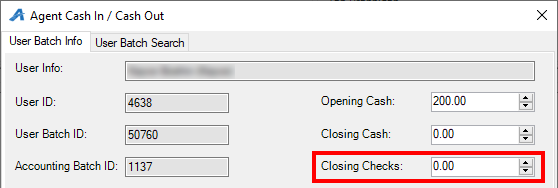 Agent Cash In / Cash Out
User Batch Info
User Batch Search
User Info:
User ID: 4638
Opening Cash: 200.00
User Batch ID: 50760
Closing Cash: 0.00
Accounting Batch ID: 1137
Closing Checks: 0.00